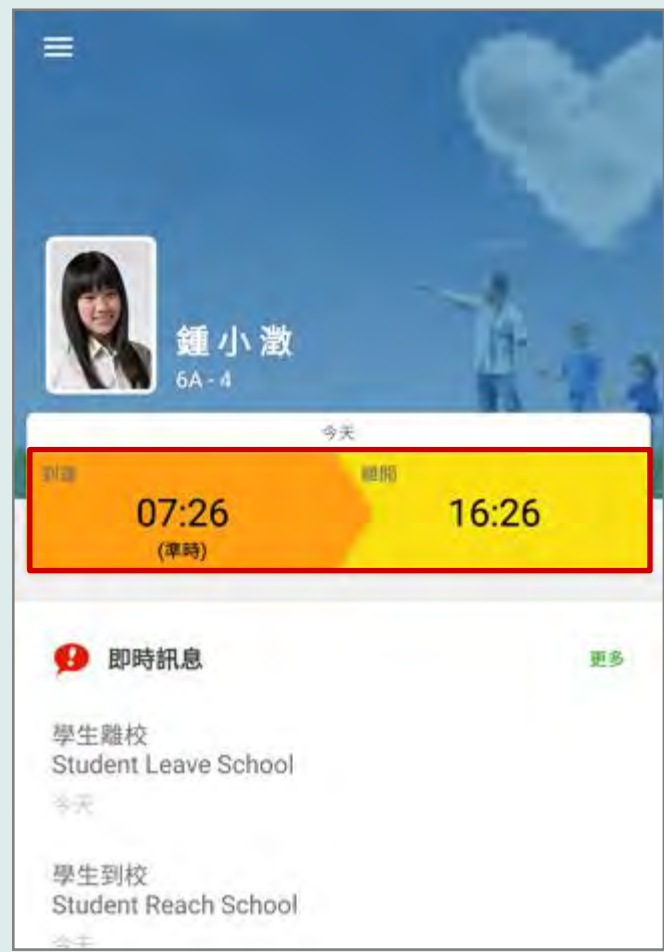 鍾小澂
6A - 4
今天
到達
離開
07:26
16:26
(準時)
即時訊息
更多
學生離校
Student Leave School
今天
學生到校
Student Reach School
今天